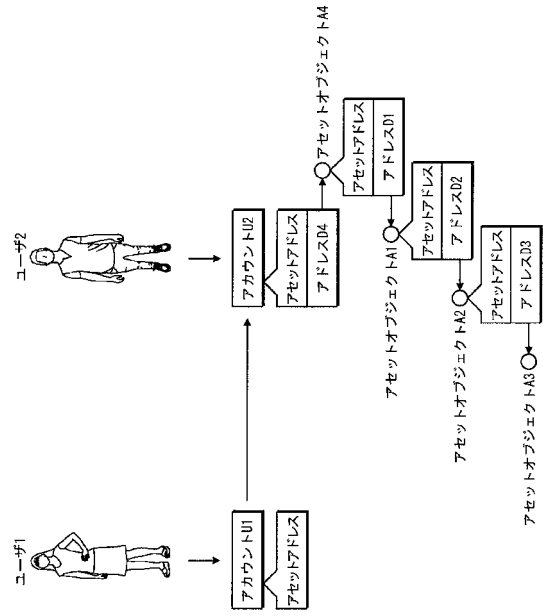 ユーザ1
ユーザ2
アカウントU1
アセットアドレス
アカウントU2
アセットアドレス
アドレスD4
アセットオブジェクトA4
アセットアドレス
アドレスD1
アセットオブジェクトA1
アセットアドレス
アドレスD2
アセットオブジェクトA2
アセットアドレス
アドレスD3
アセットオブジェクトA3